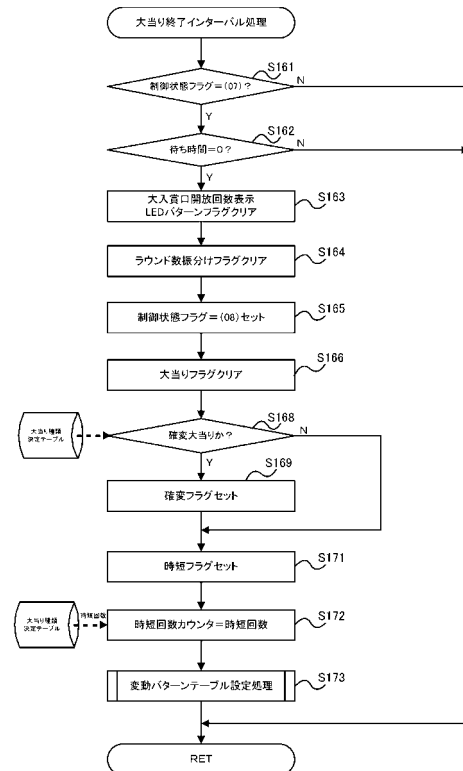 大当り終了インターバル処理
S161
制御状態フラグ=(07)?
N
Y
S162
待ち時間=0?
N
Y
大入賞口開放回数表示
LEDパターンフラグクリア
S163
ラウンド数振分けフラグクリア
S164
制御状態フラグ=(08)セット
S165
大当りフラグクリア
S166
大当り種類
決定テーブル
S168
確変大当りか?
N
Y
S169
確変フラグセット
時短フラグセット
S171
大当り種類
決定テーブル
時短回数
時短回数カウンタ=時短回数
S172
変動パターンテーブル設定処理
S173
RET